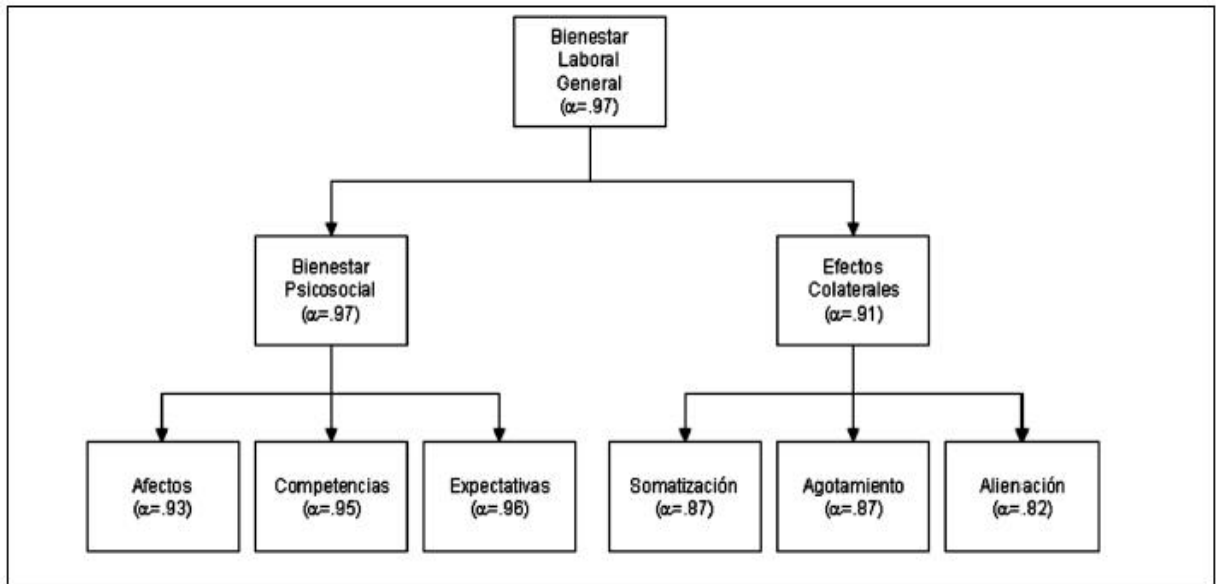 Bienestar
Laboral
General
(α=.97)
Bienestar
Psicosocial
(α=.97)
Efectos
Colaterales
(α=.91)
Afectos
(α=.93)
Competencias
(α=.95)
Expectativas
(α=.96)
Somatización
(α=.87)
Agotamiento
(α=.87)
Alienación
(α=.82)